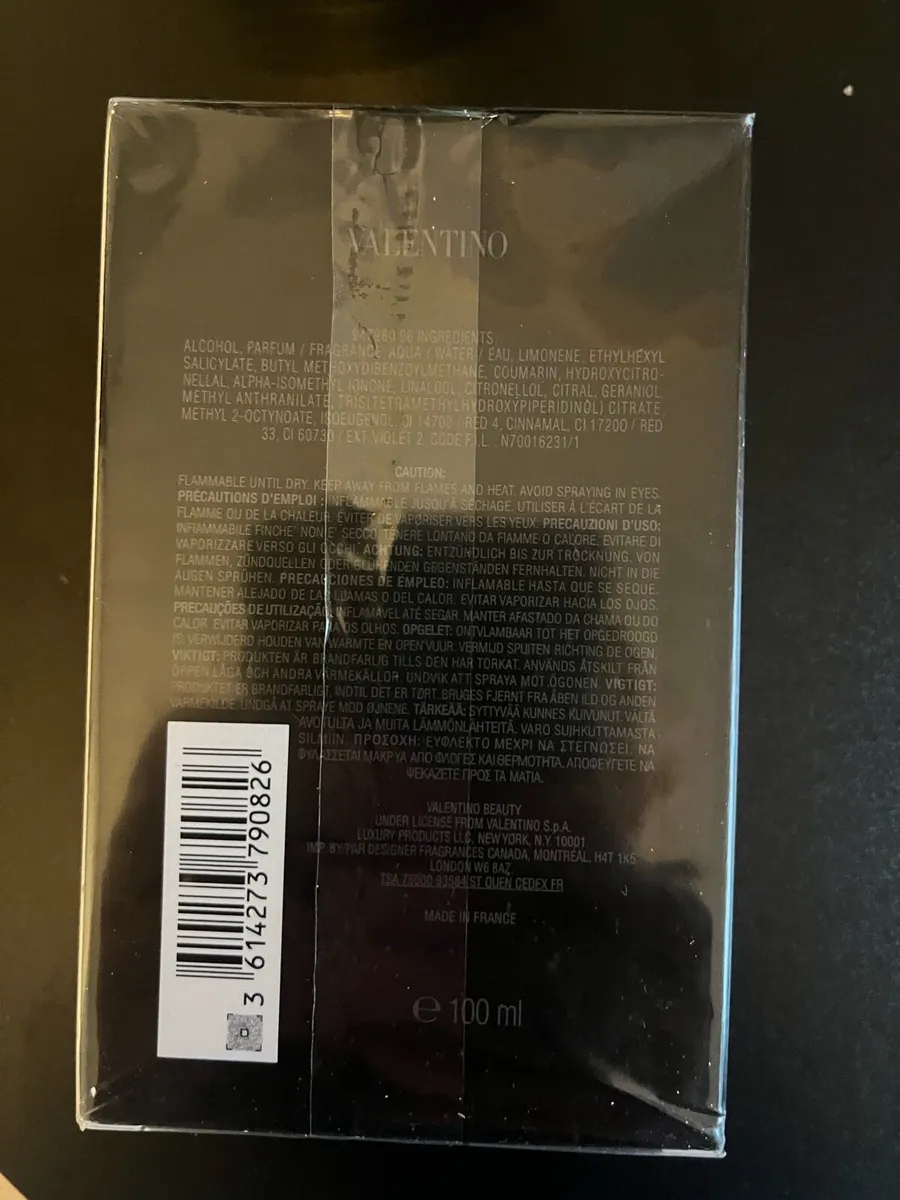 VALENTINO
INGREDIENTS
ALCOHOL, PARFUM / FRAGRANCE, AQUA / WATER / EAU, LIMONENE, ETHYLHEXYL
SALICYLATE, BUTYL METHOXYDIBENZOYLMETHANE, COUMARIN, HYDROXYCITRO-
NELLAL, ALPHA-ISOMETHYL IONONE, LINALOOL, CITRONELLOL, CITRAL, GERANIOL,
METHYL ANTHRANILATE, TRIS(TETRAMETHYLHYDROXYPIPERIDINOL) CITRATE,
METHYL 2-OCTYNOATE, ISOEUGENOL, CI 14700 / RED 4, CINNAMAL, CI 17200 / RED
33, CI 60730 / EXT. VIOLET 2. CODE F.I.L. : N70016231/1
CAUTION:
FLAMMABLE UNTIL DRY. KEEP AWAY FROM FLAMES AND HEAT. AVOID SPRAYING IN EYES.
PRÉCAUTIONS D'EMPLOI : INFLAMMABLE JUSQU'À SÉCHAGE. UTILISER À L'ÉCART DE LA
FLAMME OU DE LA CHALEUR. ÉVITER DE VAPORISER VERS LES YEUX. PRECAUZIONI D'USO:
INFIAMMABILE FINCHE' NON E' SECCO, TENERE LONTANO DA FIAMME O CALORE. EVITARE DI
VAPORIZZARE VERSO GLI OCCHI. ACHTUNG: ENTZÜNDLICH BIS ZUR TROCKNUNG. VON
FLAMMEN, ZÜNDQUELLEN ODER GLÜHENDEN GEGENSTÄNDEN FERNHALTEN. NICHT IN DIE
AUGEN SPRÜHEN. PRECAUCIONES DE EMPLEO: INFLAMABLE HASTA QUE SE SEQUE.
MANTENER ALEJADO DE LAS LLAMAS O DEL CALOR. EVITAR VAPORIZAR HACIA LOS OJOS.
PRECAUÇÕES DE UTILIZAÇÃO: INFLAMÁVEL ATÉ SECAR. MANTER AFASTADO DA CHAMA OU DO
CALOR. EVITAR VAPORIZAR PARA OS OLHOS. OPGELET: ONTVLAMBAAR TOT HET OPGEDROOGD
IS. VERWIJDERD HOUDEN VAN WARMTE EN OPEN VUUR. VERMIJD SPUITEN RICHTING DE OGEN.
VIKTIGT: PRODUKTEN ÄR BRANDFARLIG TILLS DEN HAR TORKAT. ANVÄNDS ÅTSKILT FRÅN
ÖPPEN LÅGA OCH ANDRA VÄRMEKÄLLOR. UNDVIK ATT SPRAYA MOT ÖGONEN. VIGTIGT:
PRODUKTET ER BRANDFARLIG INDTIL DET ER TØRT. BRUGES FJERNT FRA ÅBEN ILD OG ANDEN
VARMEKILDE. UNDGÅ AT SPRAYE MOD ØJNENE. TÄRKEÄÄ: SYTTYVÄÄ KUNNES KUIVUNUT. VÄLTÄ
AVOTULTA JA MUITA LÄMMÖNLÄHTEITÄ. VARO SUIHKUTTAMASTA
SILMIIN. ΠΡΟΣΟΧΗ: ΕΥΦΛΕΚΤΟ ΜΕΧΡΙ ΝΑ ΣΤΕΓΝΩΣΕΙ. ΝΑ
ΦΥΛΑΣΣΕΤΑΙ ΜΑΚΡΥΑ ΑΠΟ ΦΛΟΓΕΣ ΚΑΙ ΘΕΡΜΟΤΗΤΑ. ΑΠΟΦΕΥΓΕΤΕ ΝΑ
ΨΕΚΑΖΕΤΕ ΠΡΟΣ ΤΑ ΜΑΤΙΑ.
VALENTINO BEAUTY
UNDER LICENSE FROM VALENTINO S.p.A.
LUXURY PRODUCTS LLC, NEW YORK, N.Y. 10001
IMP. BY/PAR DESIGNER FRAGRANCES CANADA, MONTRÉAL, H4T 1K5
LONDON W6 8AZ
TSA 75000 93584 ST OUEN CEDEX FR
MADE IN FRANCE
℮ 100 ml
3 614273 790826
D